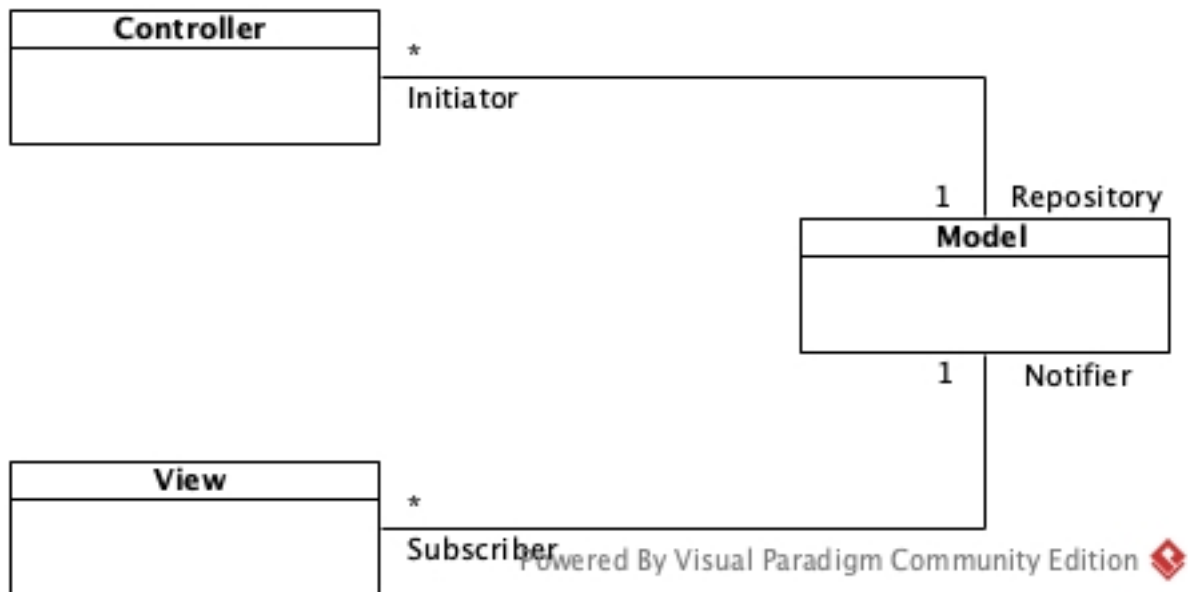 Controller
*
Initiator
1 Repository
Model
1 Notifier
View
*
Subscriber
Powered By Visual Paradigm Community Edition